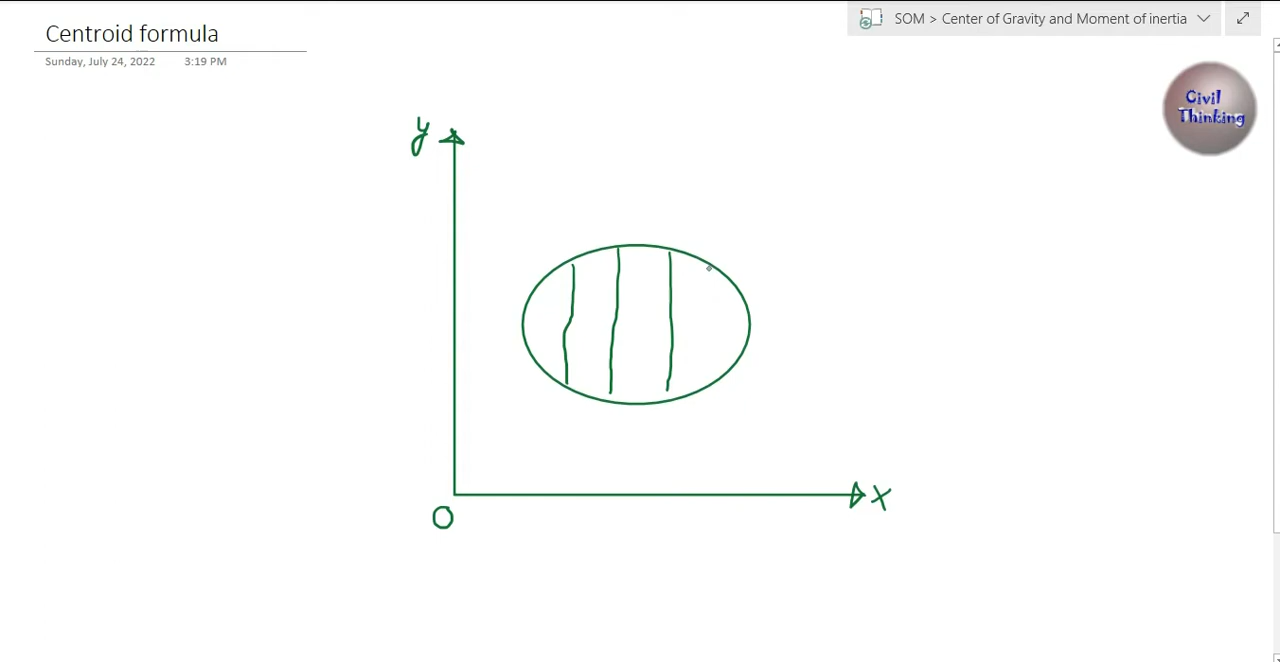 Centroid formula
Sunday, July 24, 2022 3:19 PM
SOM > Center of Gravity and Moment of inertia
Civil
Thinking
y
x
O